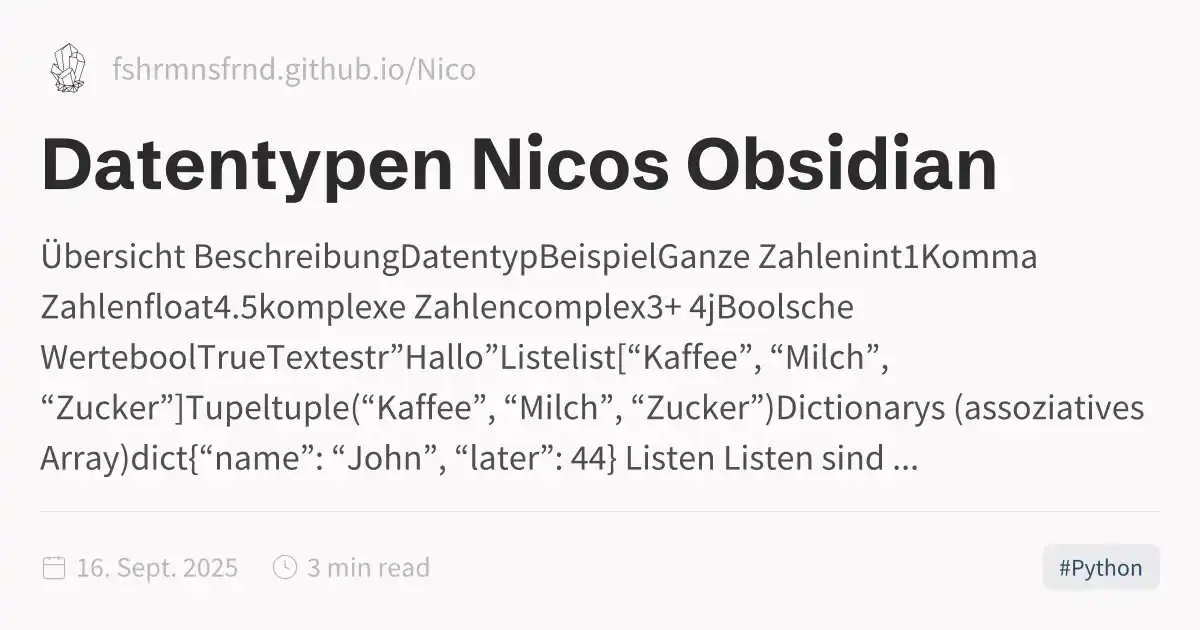 fshrmnsfrnd.github.io/Nico
Datentypen Nicos Obsidian
Übersicht BeschreibungDatentypBeispielGanze Zahlenint1Komma
Zahlenfloat4.5komplexe Zahlencomplex3+ 4jBoolsche
WerteboolTrueTextestr”Hallo”Listelist[“Kaffee”, “Milch”,
“Zucker”]Tupeltuple(“Kaffee”, “Milch”, “Zucker”)Dictionarys (assoziatives
Array)dict{“name”: “John”, “later”: 44} Listen Listen sind ...
16. Sept. 2025
3 min read
#Python